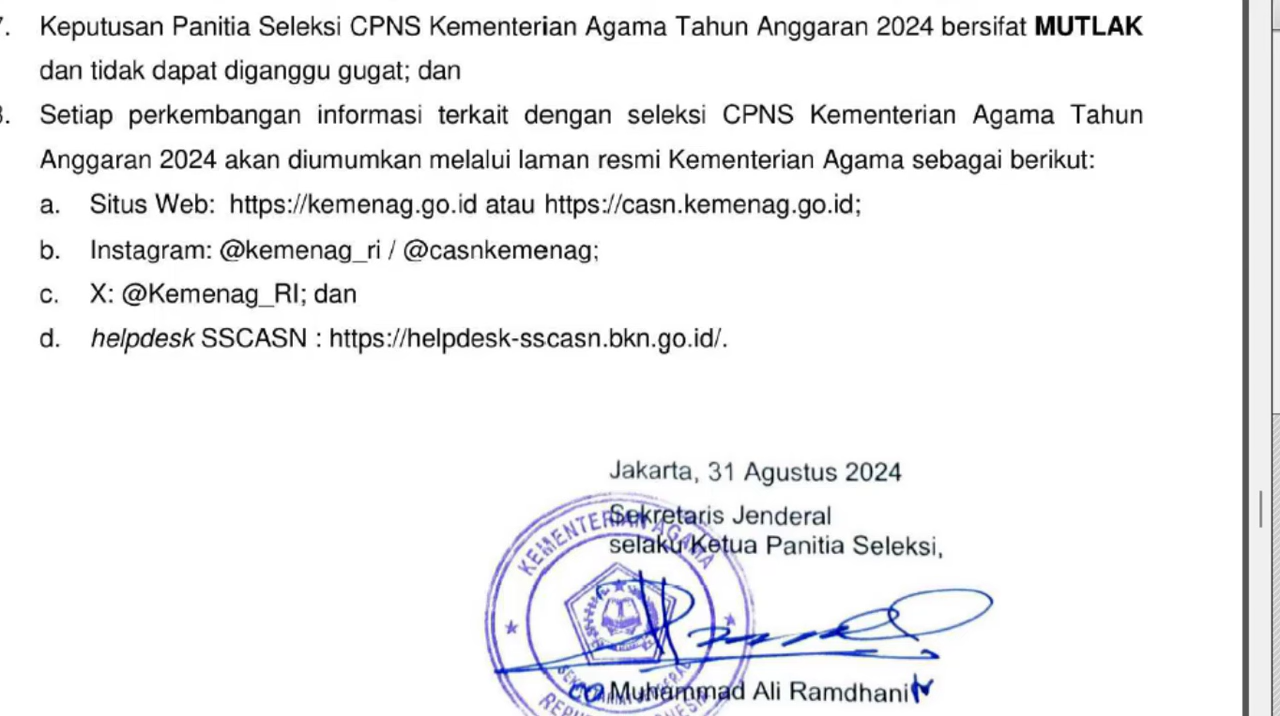 7. Keputusan Panitia Seleksi CPNS Kementerian Agama Tahun Anggaran 2024 bersifat MUTLAK
dan tidak dapat diganggu gugat; dan
8. Setiap perkembangan informasi terkait dengan seleksi CPNS Kementerian Agama Tahun
Anggaran 2024 akan diumumkan melalui laman resmi Kementerian Agama sebagai berikut:
a. Situs Web: https://kemenag.go.id atau https://casn.kemenag.go.id;
b. Instagram: @kemenag_ri / @casnkemenag;
c. X: @Kemenag_RI; dan
d. helpdesk SSCASN : https://helpdesk-sscasn.bkn.go.id/.
Jakarta, 31 Agustus 2024
Sekretaris Jenderal
selaku Ketua Panitia Seleksi,
KEMENTERIAN AGAMA
Muhammad Ali Ramdhani